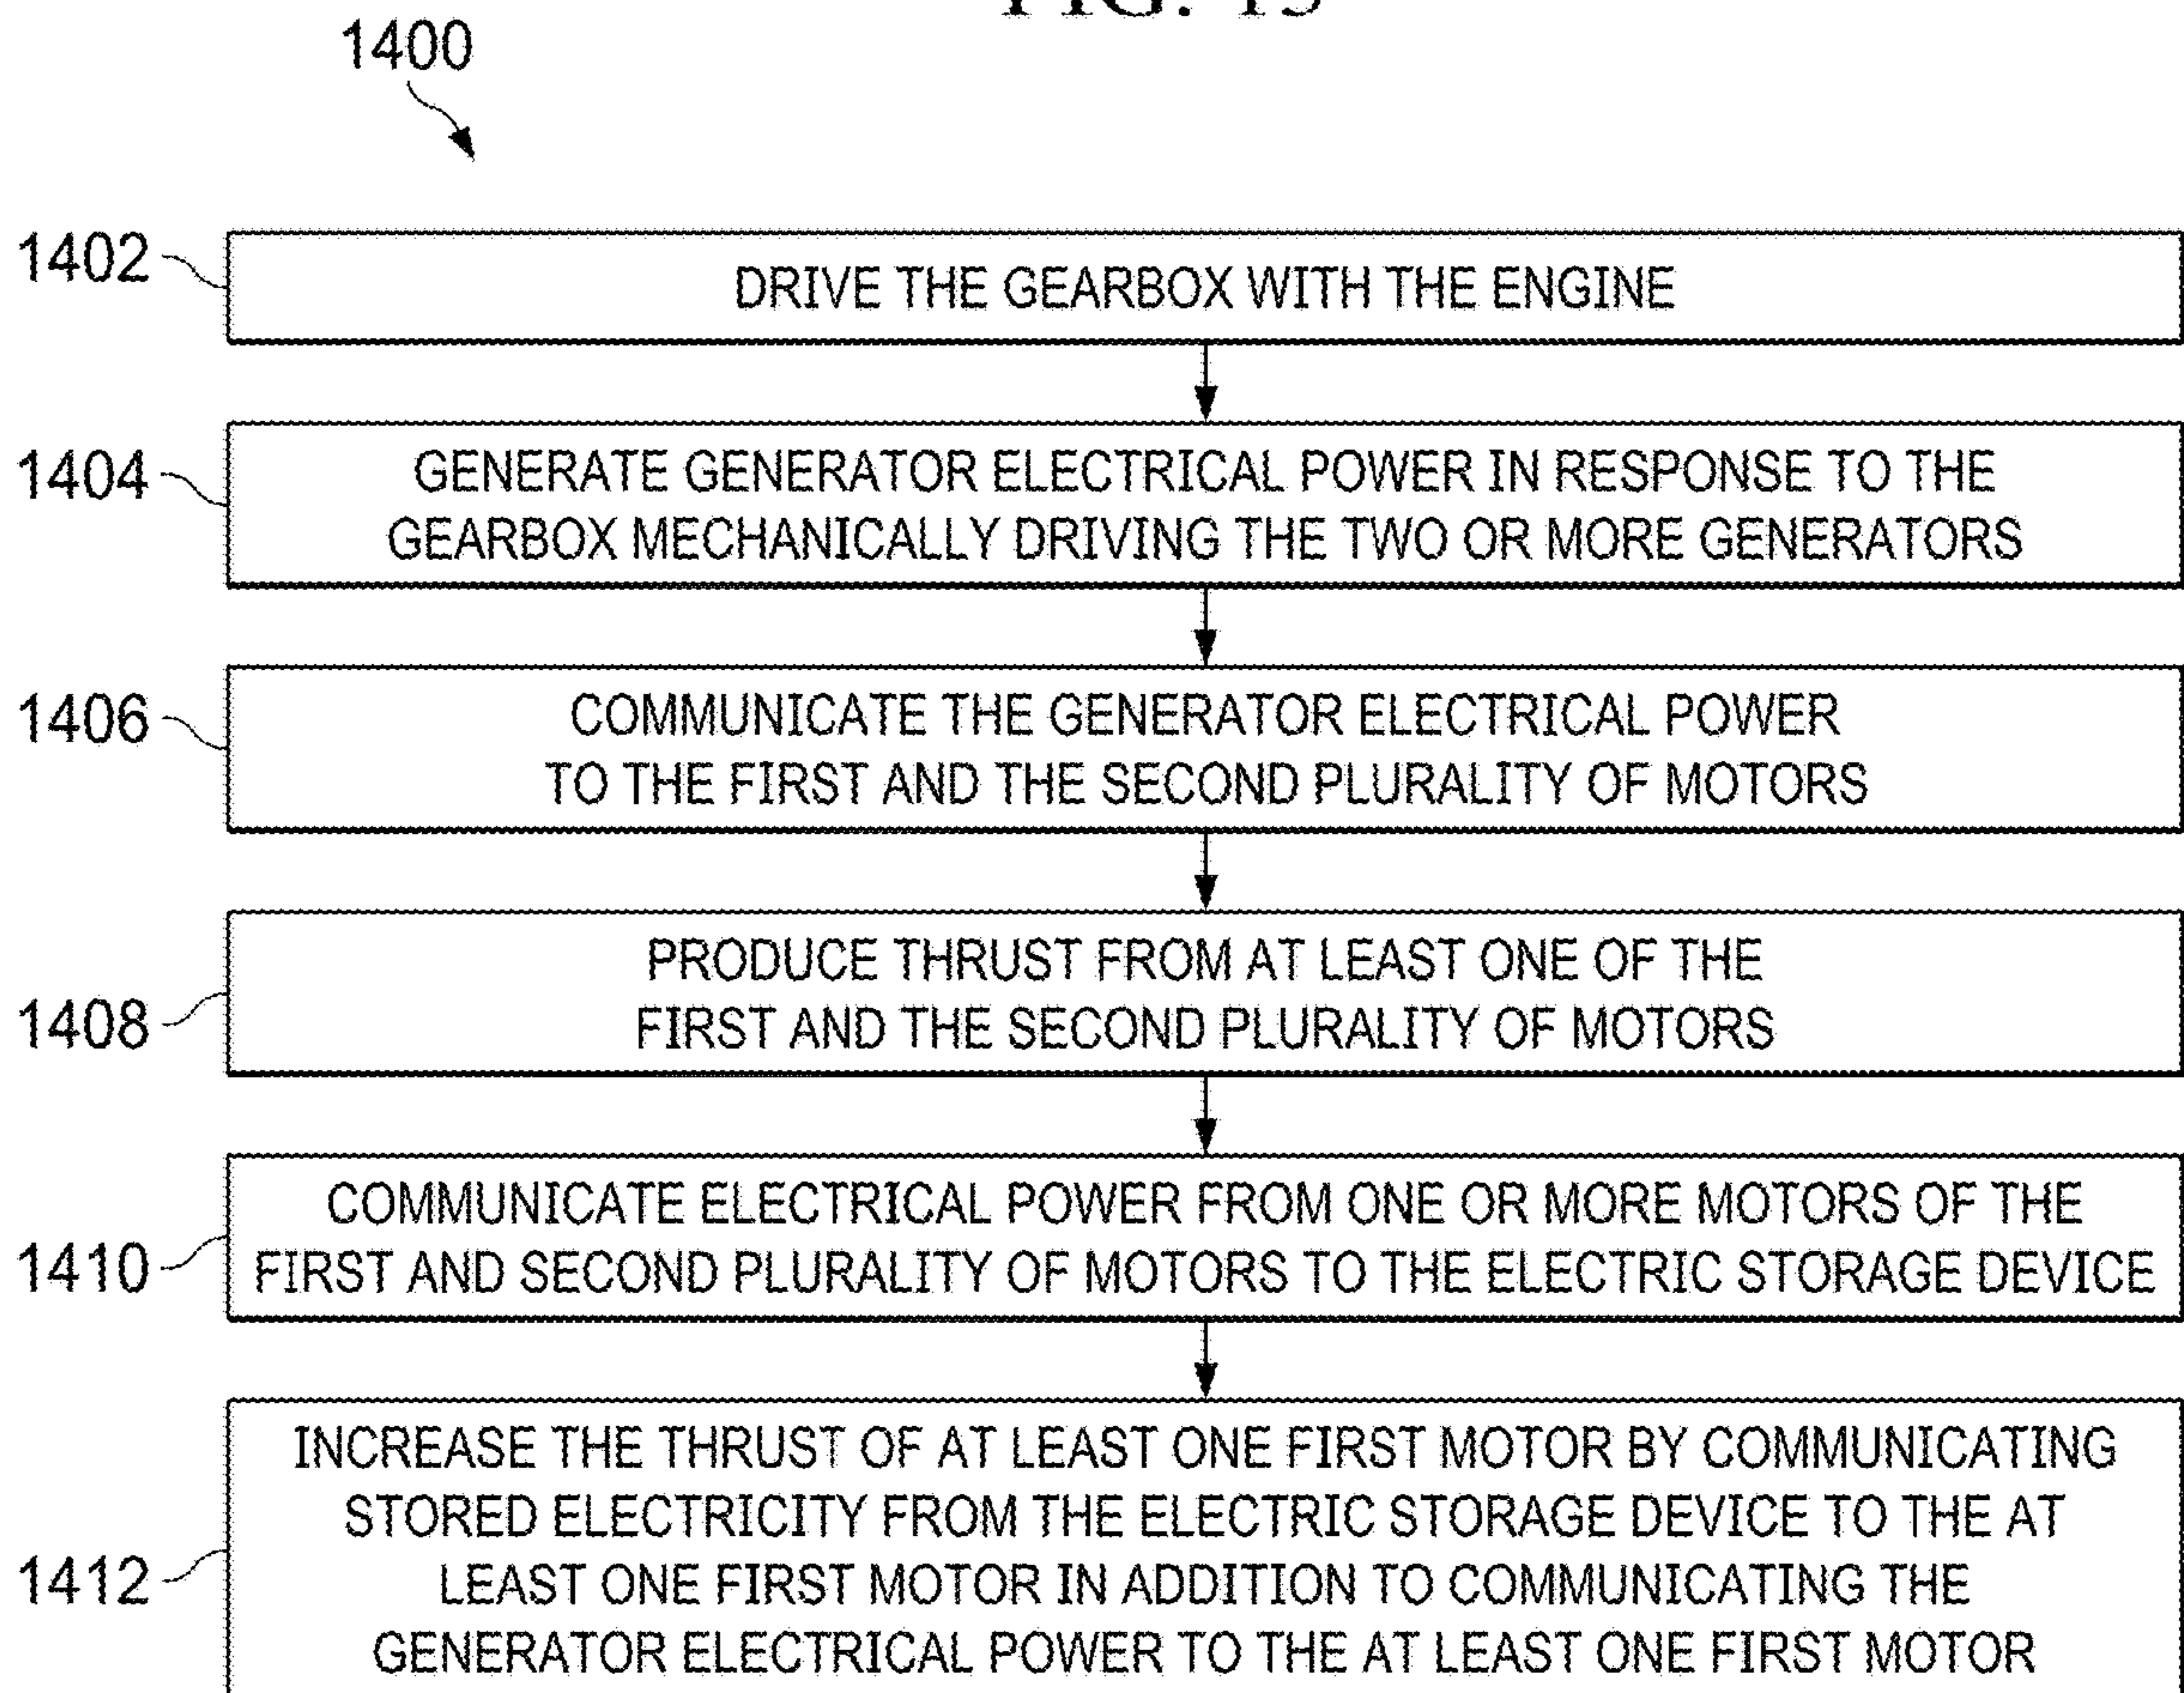 1400
1402
DRIVE THE GEARBOX WITH THE ENGINE
1404
GENERATE GENERATOR ELECTRICAL POWER IN RESPONSE TO THE
GEARBOX MECHANICALLY DRIVING THE TWO OR MORE GENERATORS
1406
COMMUNICATE THE GENERATOR ELECTRICAL POWER
TO THE FIRST AND THE SECOND PLURALITY OF MOTORS
1408
PRODUCE THRUST FROM AT LEAST ONE OF THE
FIRST AND THE SECOND PLURALITY OF MOTORS
1410
COMMUNICATE ELECTRICAL POWER FROM ONE OR MORE MOTORS OF THE
FIRST AND SECOND PLURALITY OF MOTORS TO THE ELECTRIC STORAGE DEVICE
1412
INCREASE THE THRUST OF AT LEAST ONE FIRST MOTOR BY COMMUNICATING
STORED ELECTRICITY FROM THE ELECTRIC STORAGE DEVICE TO THE AT
LEAST ONE FIRST MOTOR IN ADDITION TO COMMUNICATING THE
GENERATOR ELECTRICAL POWER TO THE AT LEAST ONE FIRST MOTOR